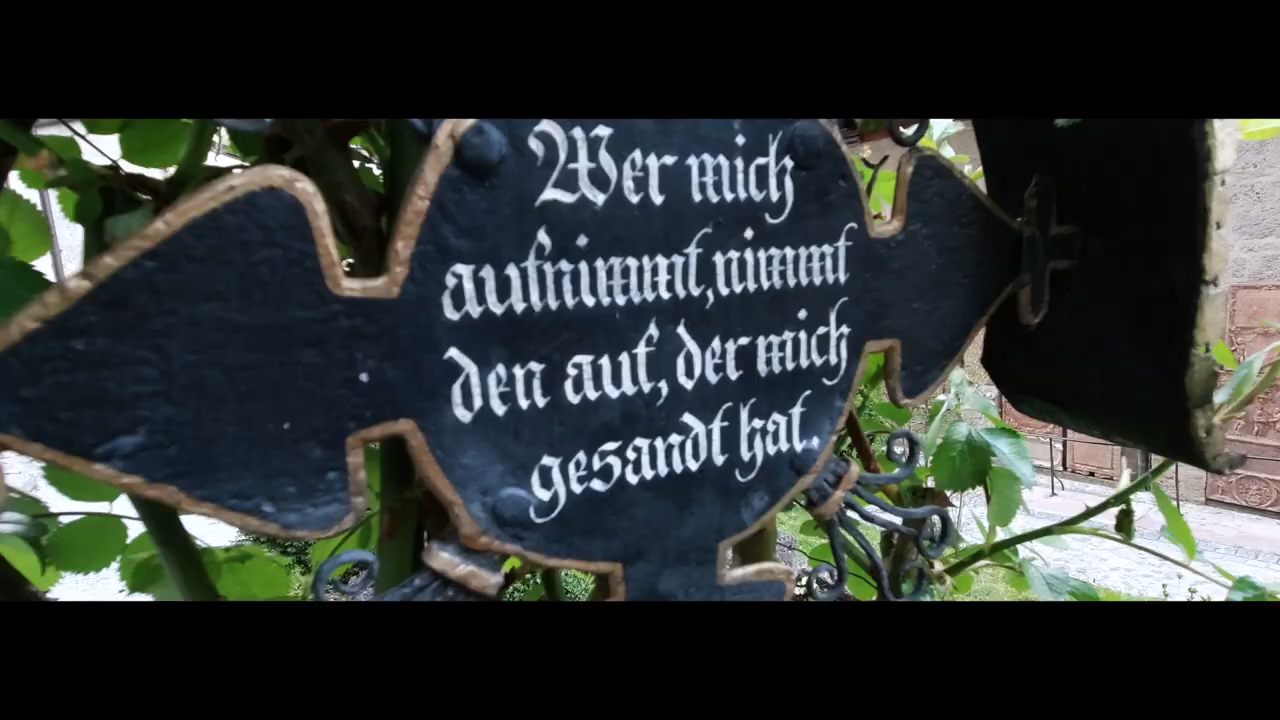 Wer mich
aufnimmt, nimmt
den auf, der mich
gesandt hat.